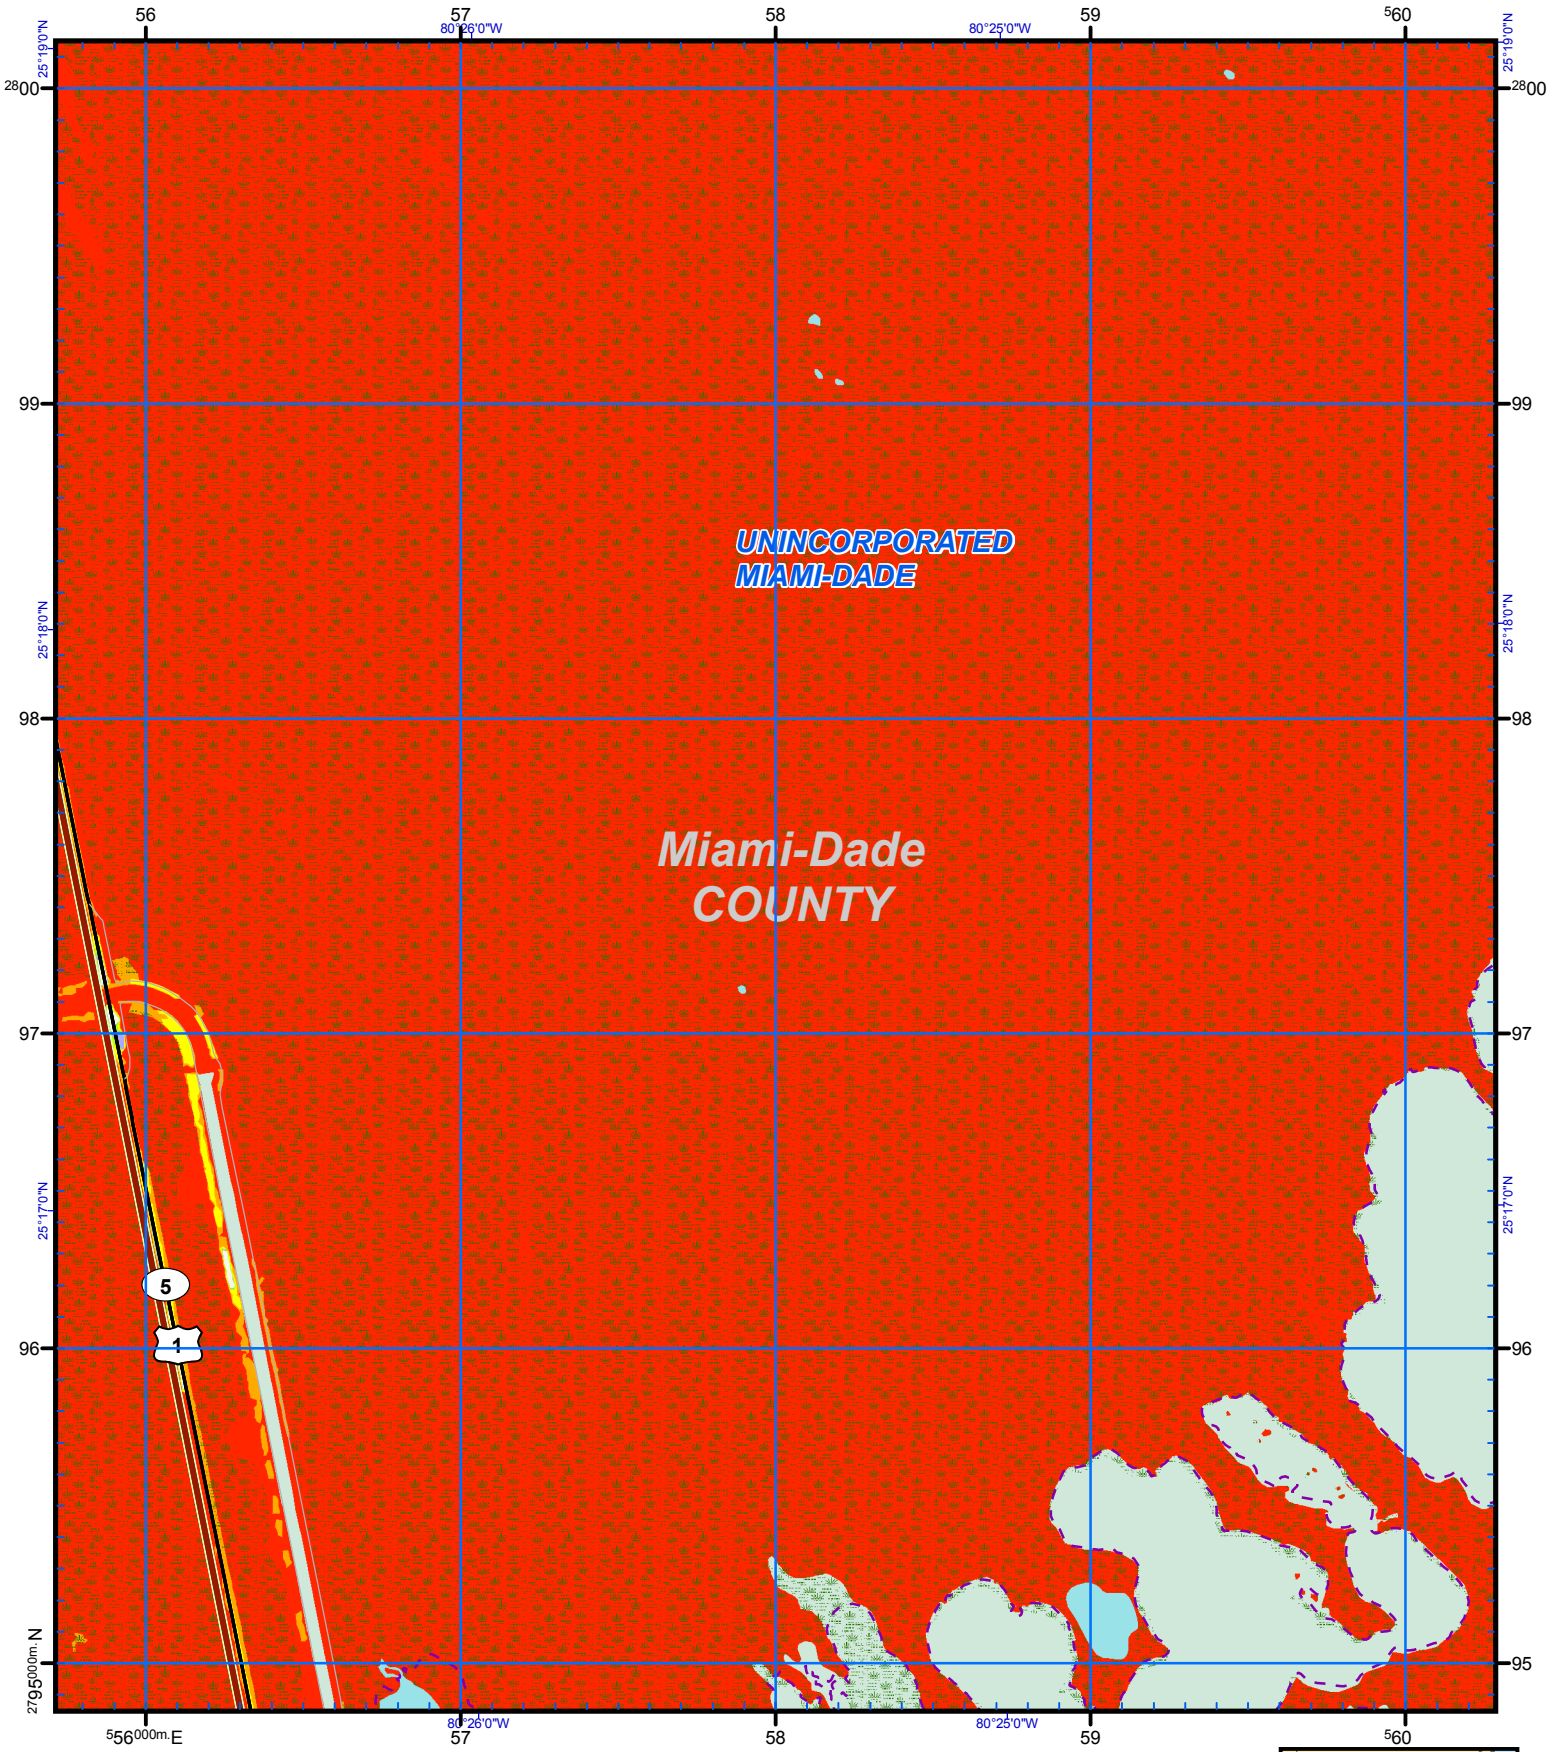 56 57 58 59 560
80°26'0"W 80°25'0"W
25°19'0"N 25°19'0"N
2800 2800
99 99
UNINCORPORATED
MIAMI-DADE
25°18'0"N 25°18'0"N
98 98
Miami-Dade
COUNTY
97 97
25°17'0"N 25°17'0"N
5
1
96 96
2795000m. N 95
80°26'0"W 80°25'0"W
556000m. E 57 58 59 560